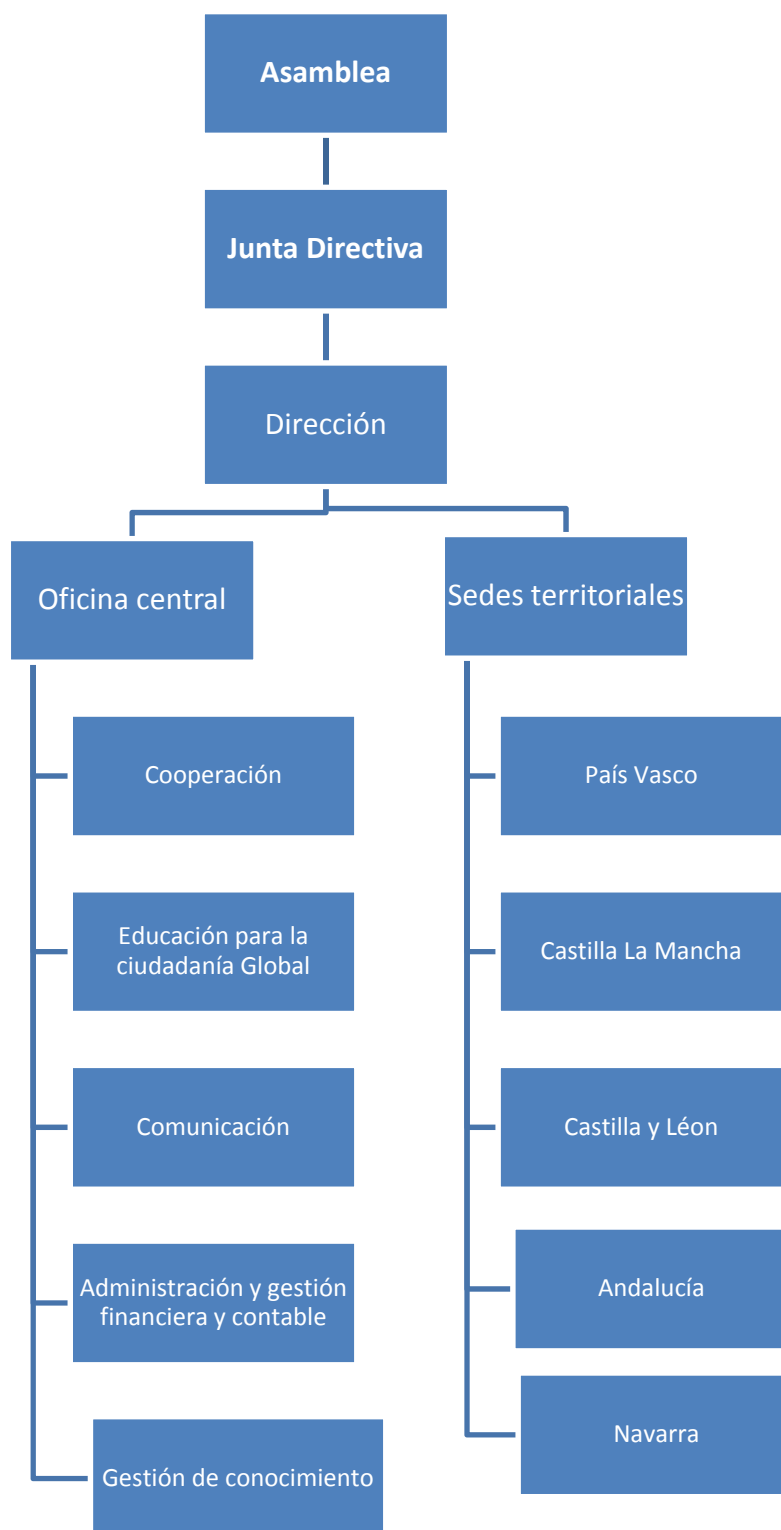 Asamblea
Junta Directiva
Dirección
Oficina central
Sedes territoriales
Cooperación
Educación para la
ciudadanía Global
Comunicación
Administración y gestión
financiera y contable
Gestión de conocimiento
País Vasco
Castilla La Mancha
Castilla y Léon
Andalucía
Navarra